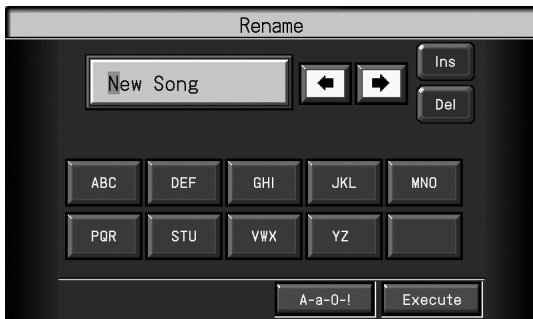 Rename
New Song
Ins
Del
ABC DEF GHI JKL MNO
PQR STU VWX YZ
A-a-0-! Execute